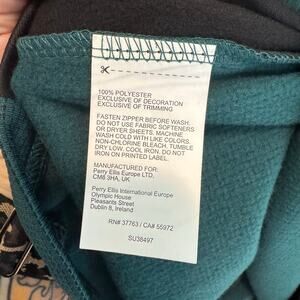 100% POLYESTER
EXCLUSIVE OF DECORATION
EXCLUSIVE OF TRIMMING
FASTEN ZIPPER BEFORE WASH.
DO NOT USE FABRIC SOFTENERS
OR DRYER SHEETS. MACHINE
WASH COLD WITH LIKE COLORS.
NON-CHLORINE BLEACH. TUMBLE
DRY LOW. COOL IRON. DO NOT
IRON ON PRINTED LABEL.
MANUFACTURED FOR:
Perry Ellis Europe LTD,
CM8 3HA, UK
Perry Ellis International Europe
Olympic House
Pleasants Street
Dublin 8, Ireland
RN# 37763 / CA# 55972
SU38497